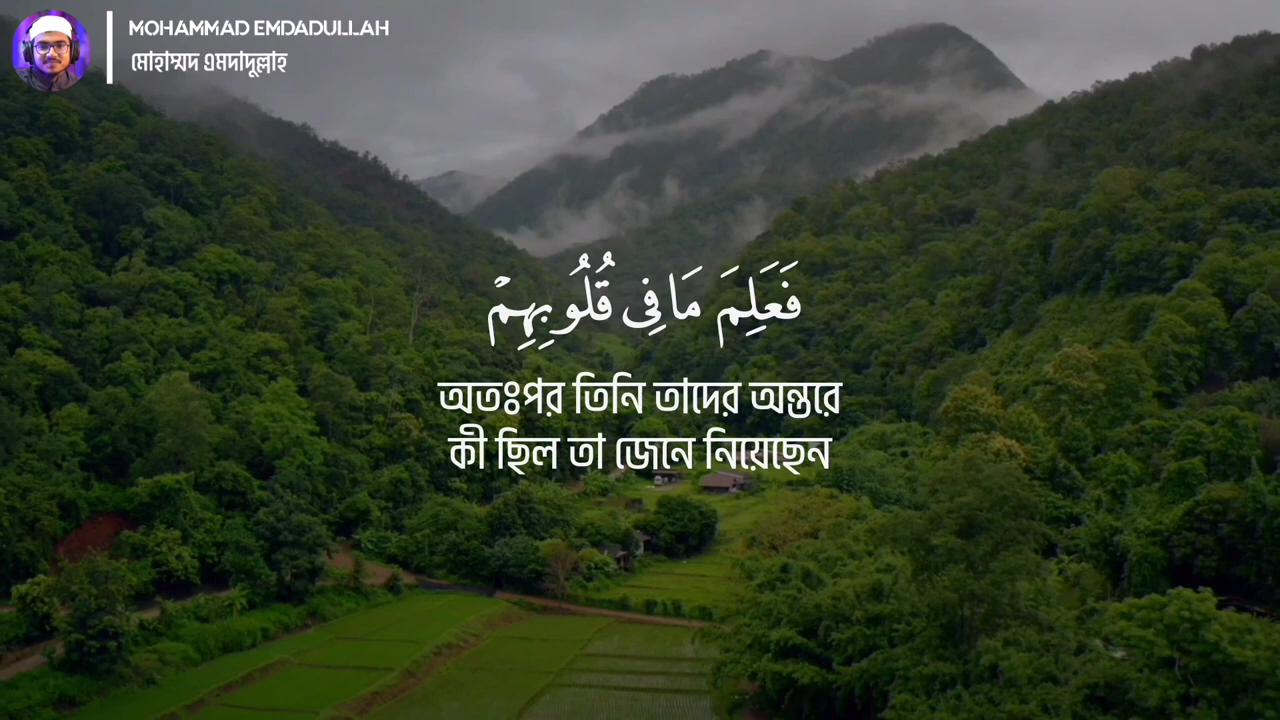 MOHAMMAD EMDADULLAH
মোহাম্মদ এমদাদুল্লাহ
فَعَلِمَ مَا فِى قُلُوبِهِمْ
অতঃপর তিনি তাদের অন্তরে
কী ছিল তা জেনে নিয়েছেন